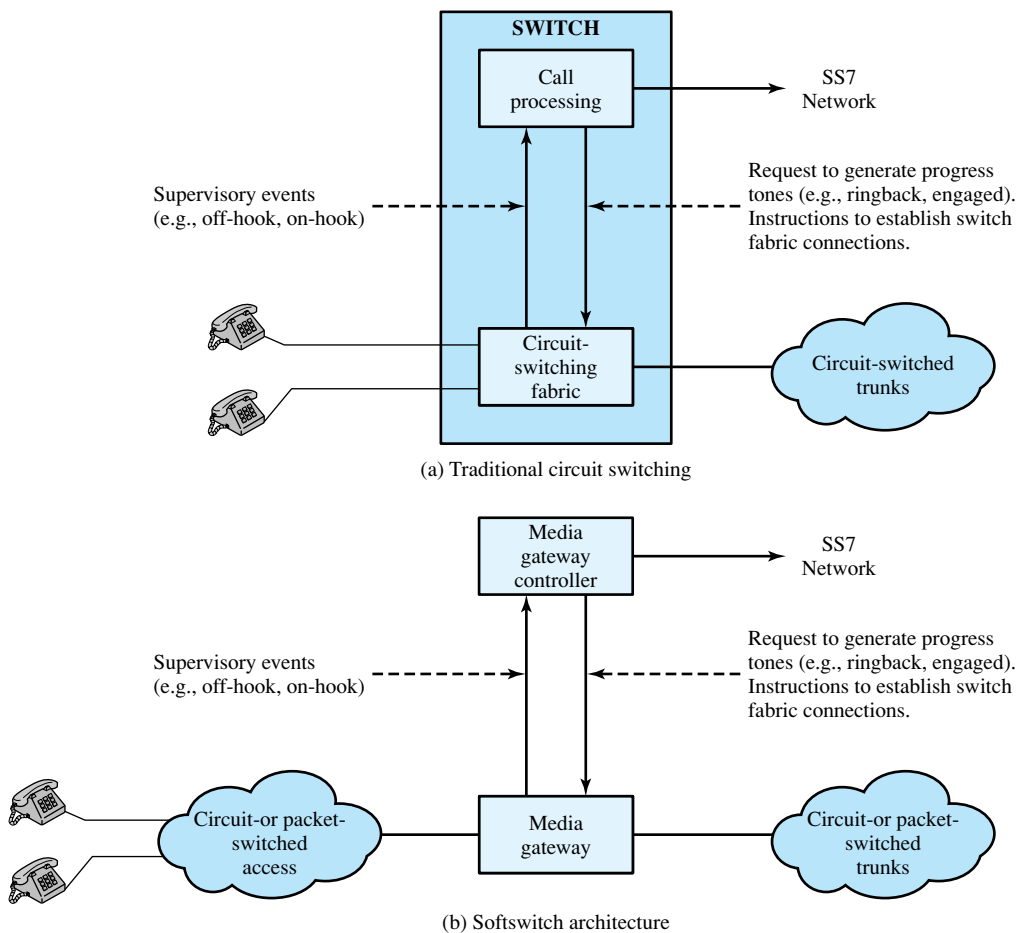 SWITCH
Call
processing
SS7
Network
Supervisory events
(e.g., off-hook, on-hook)
Request to generate progress
tones (e.g., ringback, engaged).
Instructions to establish switch
fabric connections.
Circuit-
switching
fabric
Circuit-switched
trunks
(a) Traditional circuit switching
Media
gateway
controller
SS7
Network
Supervisory events
(e.g., off-hook, on-hook)
Request to generate progress
tones (e.g., ringback, engaged).
Instructions to establish switch
fabric connections.
Circuit-or packet-
switched
access
Media
gateway
Circuit-or packet-
switched
trunks
(b) Softswitch architecture